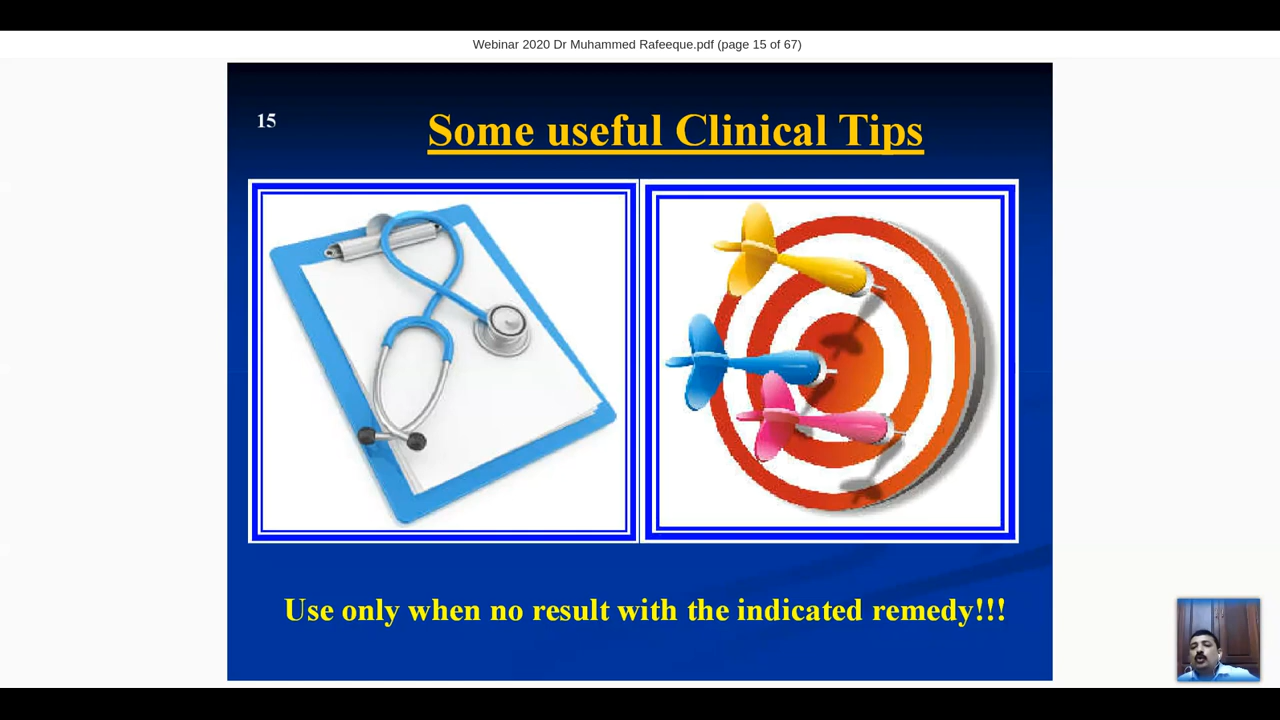 Webinar 2020 Dr Muhammed Rafeeque.pdf (page 15 of 67)
15
Some useful Clinical Tips
Use only when no result with the indicated remedy!!!